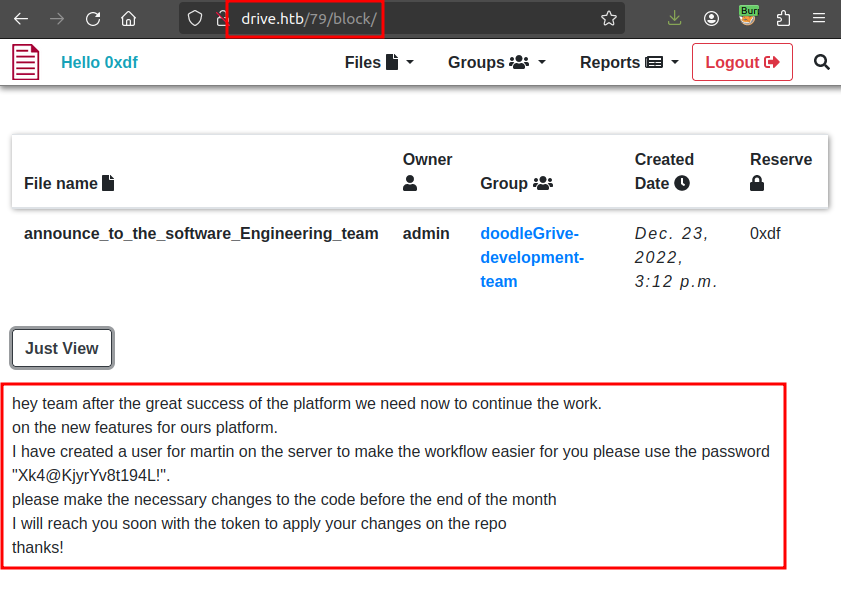 drive.htb/79/block/
Bur
Hello 0xdf
Files
Groups
Reports
Logout
File name
Owner
Group
Created Date
Reserve
announce_to_the_software_Engineering_team
admin
doodleGrive-
development-
team
Dec. 23,
2022,
3:12 p.m.
0xdf
Just View
hey team after the great success of the platform we need now to continue the work.
on the new features for ours platform.
I have created a user for martin on the server to make the workflow easier for you please use the password
"Xk4@KjyrYv8t194L!".
please make the necessary changes to the code before the end of the month
I will reach you soon with the token to apply your changes on the repo
thanks!